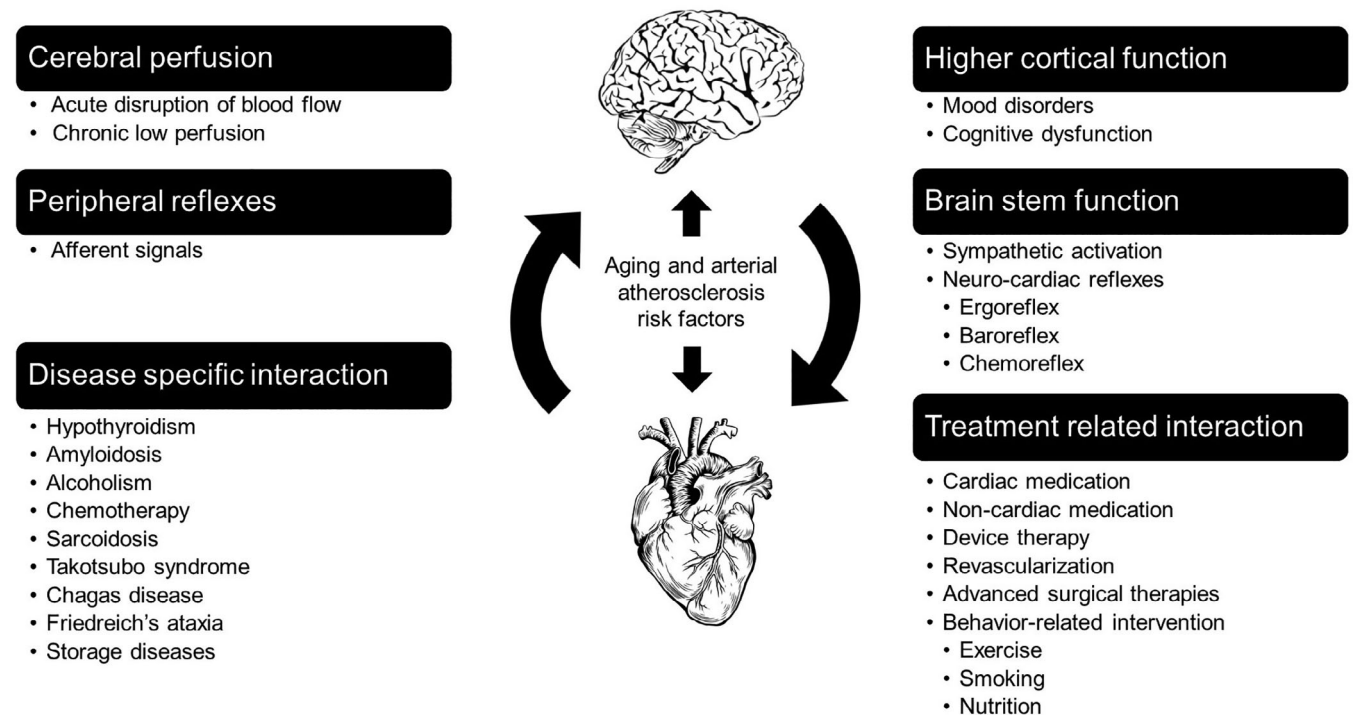 Cerebral perfusion
• Acute disruption of blood flow
• Chronic low perfusion
Peripheral reflexes
• Afferent signals
Disease specific interaction
• Hypothyroidism
• Amyloidosis
• Alcoholism
• Chemotherapy
• Sarcoidosis
• Takotsubo syndrome
• Chagas disease
• Friedreich's ataxia
• Storage diseases
Aging and arterial
atherosclerosis
risk factors
Higher cortical function
• Mood disorders
• Cognitive dysfunction
Brain stem function
• Sympathetic activation
• Neuro-cardiac reflexes
• Ergoreflex
• Baroreflex
• Chemoreflex
Treatment related interaction
• Cardiac medication
• Non-cardiac medication
• Device therapy
• Revascularization
• Advanced surgical therapies
• Behavior-related intervention
• Exercise
• Smoking
• Nutrition